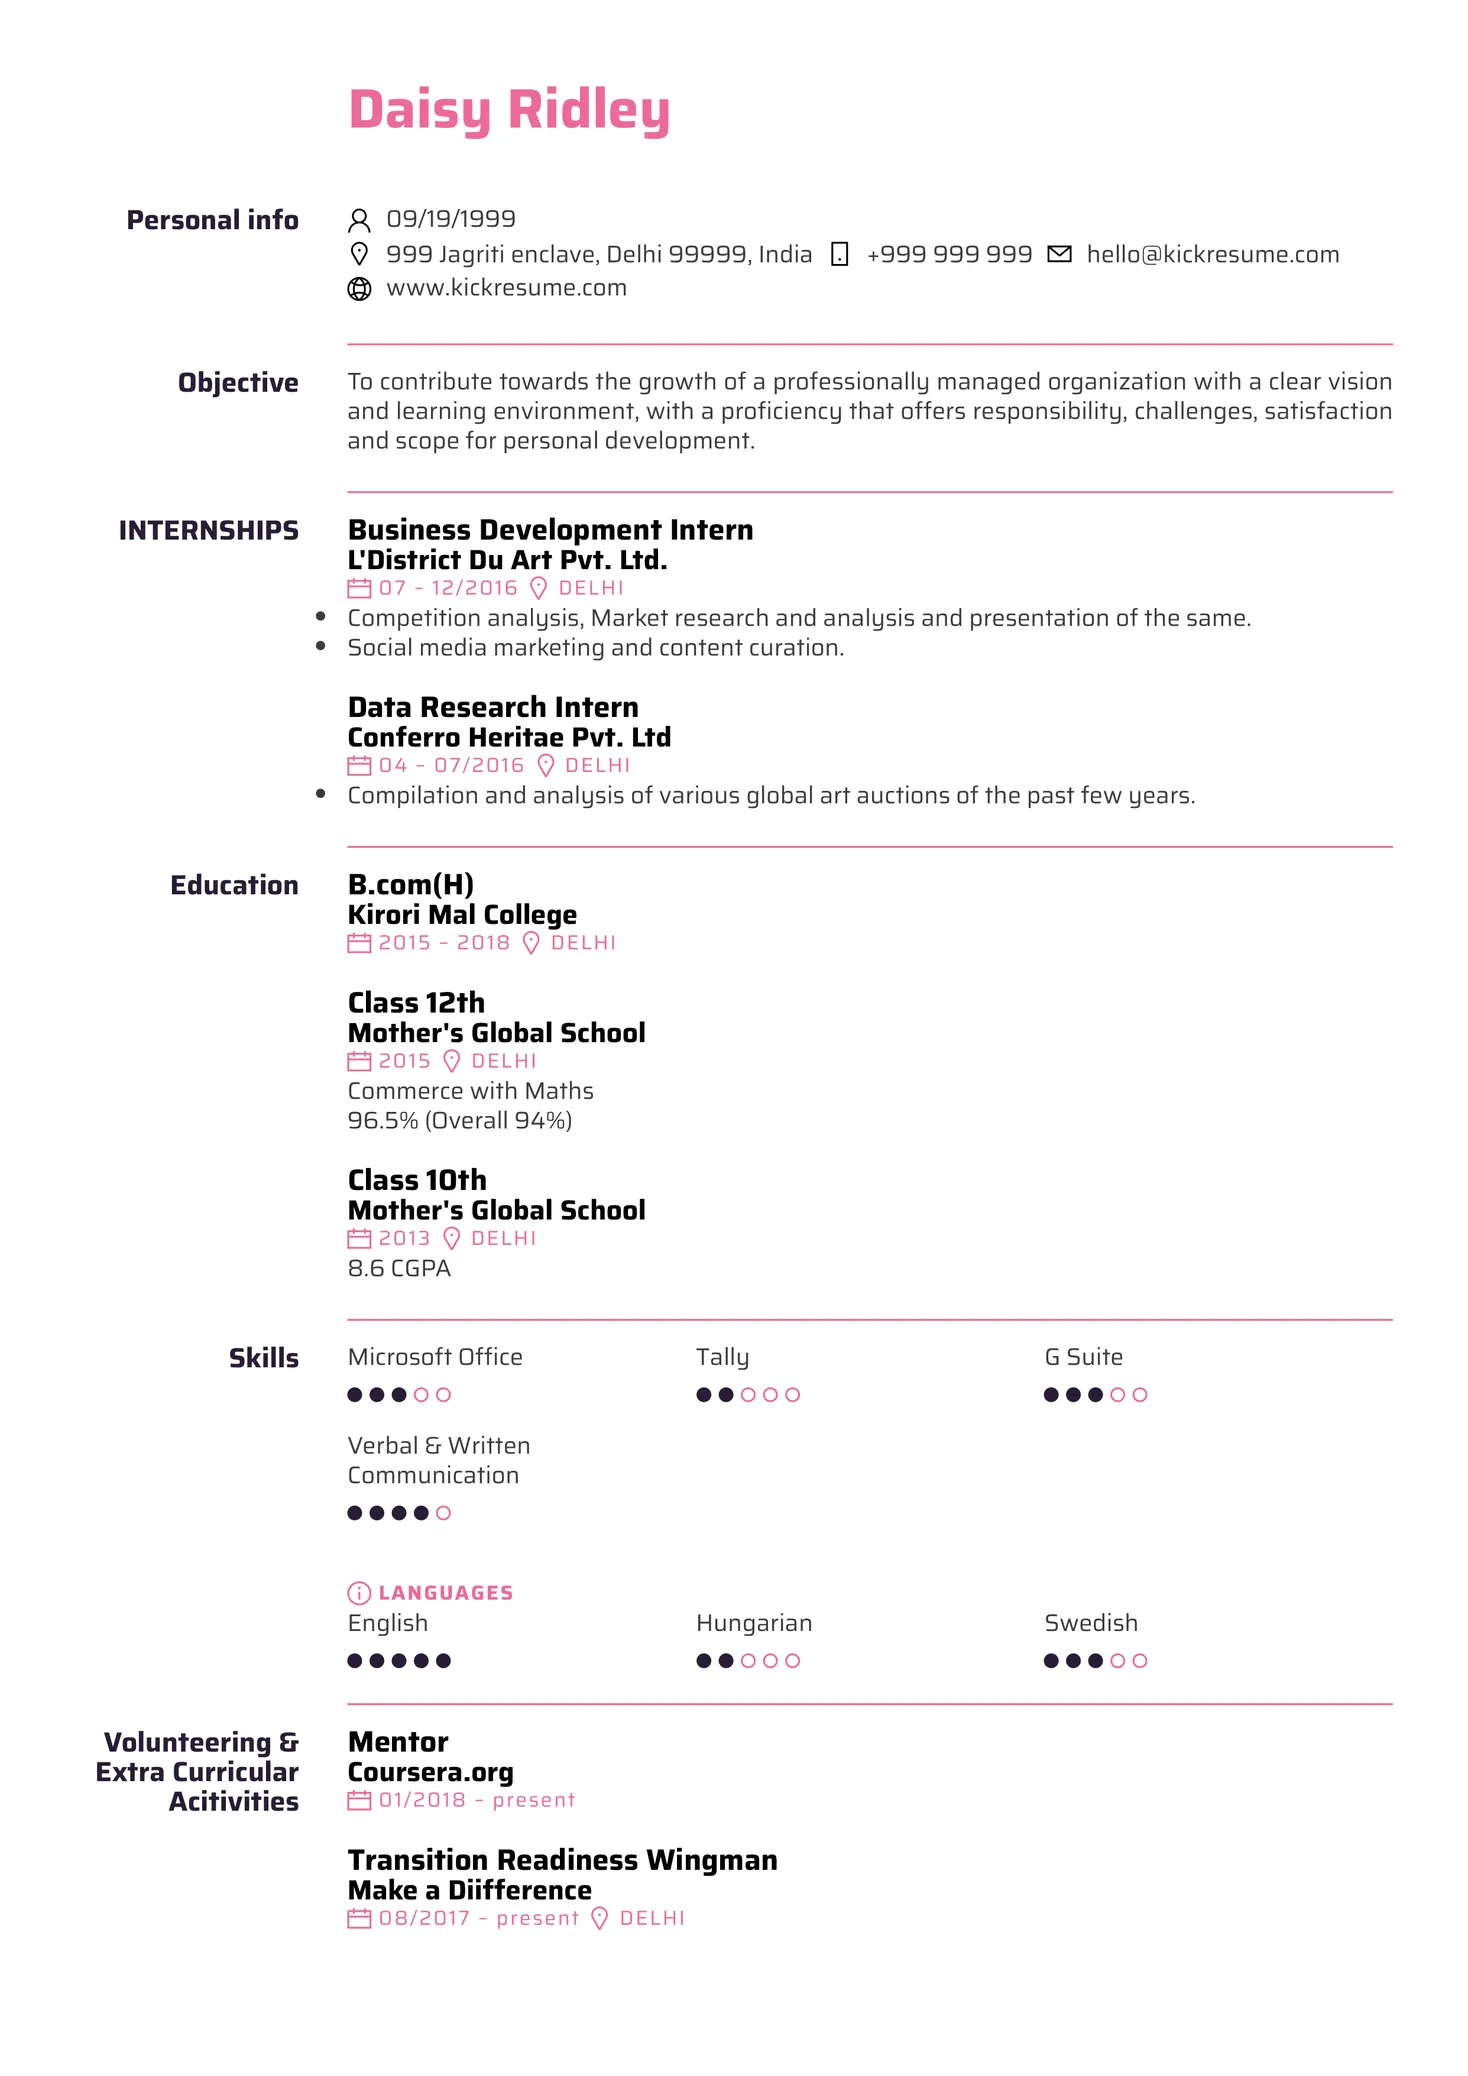 Daisy Ridley
Personal info
09/19/1999
999 Jagriti enclave, Delhi 99999, India +999 999 999 hello@kickresume.com
www.kickresume.com
Objective
To contribute towards the growth of a professionally managed organization with a clear vision
and learning environment, with a proficiency that offers responsibility, challenges, satisfaction
and scope for personal development.
INTERNSHIPS
Business Development Intern
L'District Du Art Pvt. Ltd.
07 – 12/2016 DELHI
• Competition analysis, Market research and analysis and presentation of the same.
• Social media marketing and content curation.
Data Research Intern
Conferro Heritae Pvt. Ltd
04 – 07/2016 DELHI
• Compilation and analysis of various global art auctions of the past few years.
Education
B.com(H)
Kirori Mal College
2015 – 2018 DELHI
Class 12th
Mother's Global School
2015 DELHI
Commerce with Maths
96.5% (Overall 94%)
Class 10th
Mother's Global School
2013 DELHI
8.6 CGPA
Skills
Microsoft Office Tally G Suite
Verbal & Written
Communication
LANGUAGES
English Hungarian Swedish
Volunteering &
Extra Curricular
Acitivities
Mentor
Coursera.org
01/2018 – present
Transition Readiness Wingman
Make a Diifference
08/2017 – present DELHI